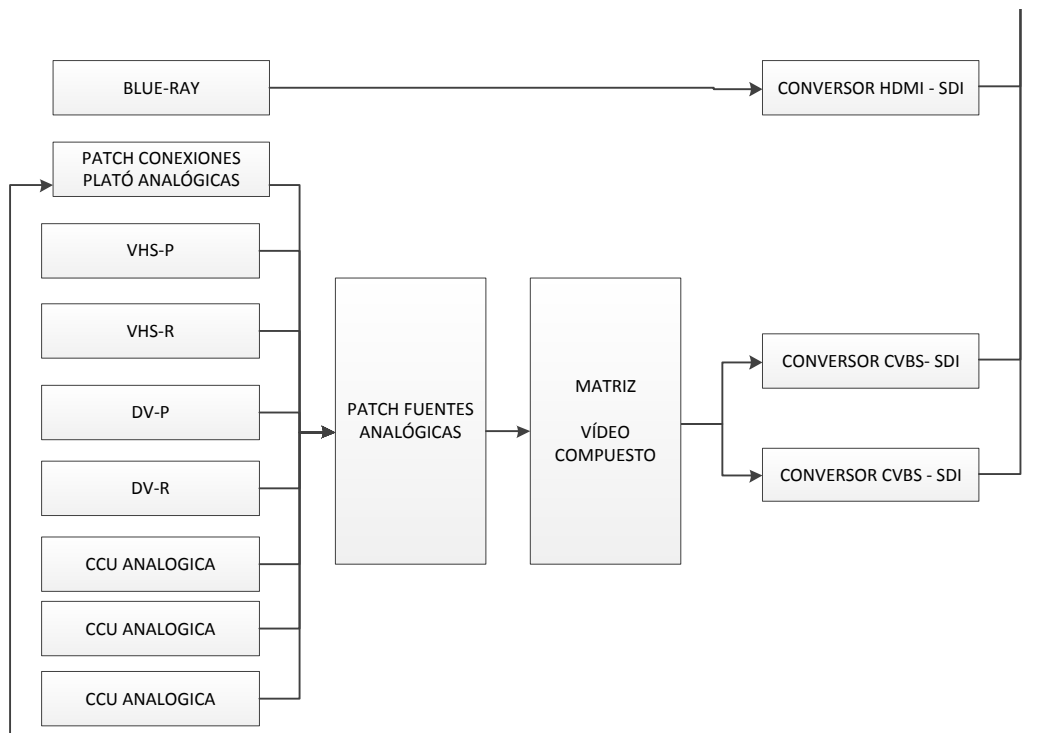 BLUE-RAY
CONVERSOR HDMI - SDI
PATCH CONEXIONES
PLATÓ ANALÓGICAS
VHS-P
VHS-R
DV-P
DV-R
CCU ANALOGICA
CCU ANALOGICA
CCU ANALOGICA
PATCH FUENTES
ANALÓGICAS
MATRIZ
VÍDEO
COMPUESTO
CONVERSOR CVBS- SDI
CONVERSOR CVBS - SDI